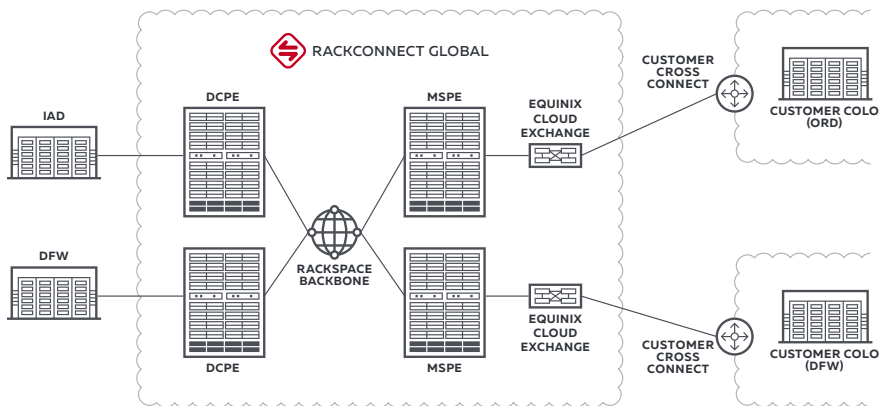 RACKCONNECT GLOBAL
CUSTOMER
CROSS
CONNECT
DCPE
MSPE
EQUINIX
CLOUD
EXCHANGE
IAD
CUSTOMER COLO
(ORD)
DFW
RACKSPACE
BACKBONE
EQUINIX
CLOUD
EXCHANGE
DCPE
MSPE
CUSTOMER
CROSS
CONNECT
CUSTOMER COLO
(DFW)